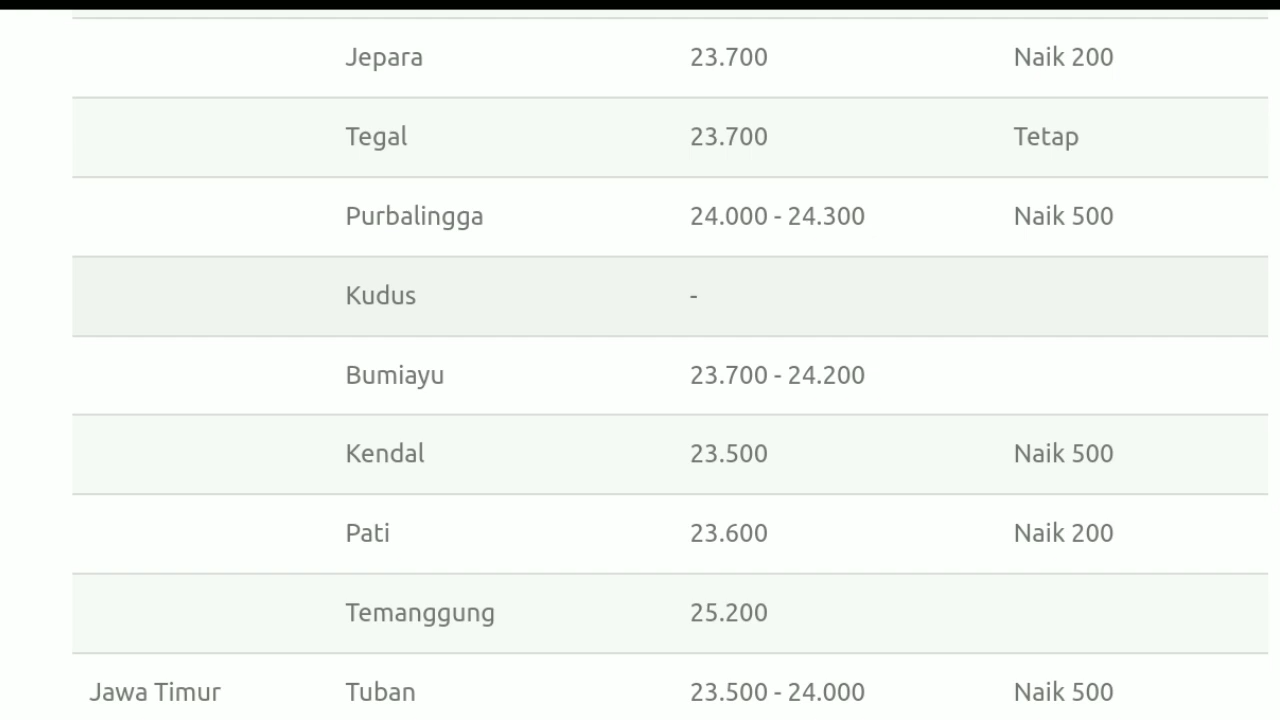 Jepara 23.700 Naik 200
Tegal 23.700 Tetap
Purbalingga 24.000 - 24.300 Naik 500
Kudus -
Bumiayu 23.700 - 24.200
Kendal 23.500 Naik 500
Pati 23.600 Naik 200
Temanggung 25.200
Jawa Timur Tuban 23.500 - 24.000 Naik 500